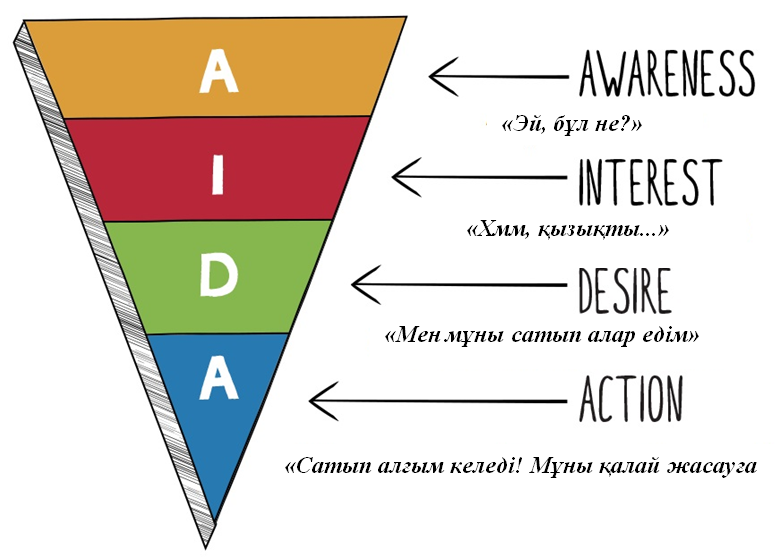 A
AWARENESS
«Эй, бұл не?»
I
INTEREST
«Хмм, қызықты...»
D
DESIRE
«Мен мұны сатып алар едім»
A
ACTION
«Сатып алғым келеді! Мұны қалай жасауға